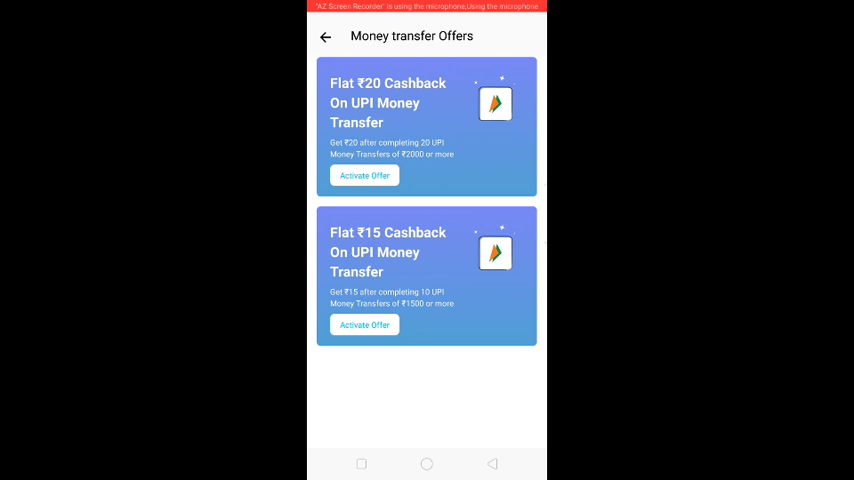 "AZ Screen Recorder" is using the microphone,Using the microphone
Money transfer Offers
Flat ₹20 Cashback
On UPI Money
Transfer
Get ₹20 after completing 20 UPI
Money Transfers of ₹2000 or more
Activate Offer
Flat ₹15 Cashback
On UPI Money
Transfer
Get ₹15 after completing 10 UPI
Money Transfers of ₹1500 or more
Activate Offer